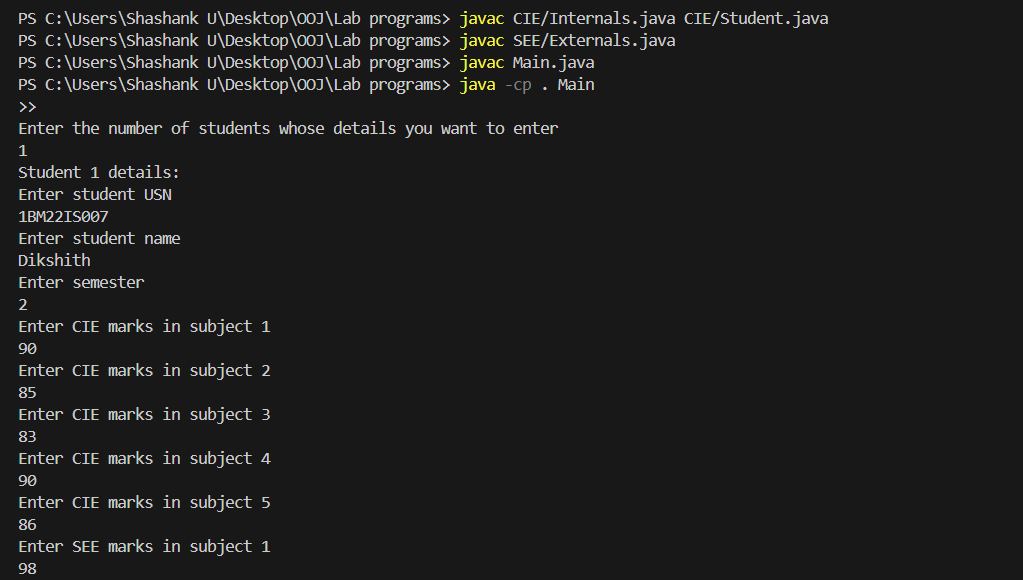 PS C:\Users\Shashank U\Desktop\OOJ\Lab programs> javac CIE/Internals.java CIE/Student.java
PS C:\Users\Shashank U\Desktop\OOJ\Lab programs> javac SEE/Externals.java
PS C:\Users\Shashank U\Desktop\OOJ\Lab programs> javac Main.java
PS C:\Users\Shashank U\Desktop\OOJ\Lab programs> java -cp . Main
>>
Enter the number of students whose details you want to enter
1
Student 1 details:
Enter student USN
1BM22IS007
Enter student name
Dikshith
Enter semester
2
Enter CIE marks in subject 1
90
Enter CIE marks in subject 2
85
Enter CIE marks in subject 3
83
Enter CIE marks in subject 4
90
Enter CIE marks in subject 5
86
Enter SEE marks in subject 1
98